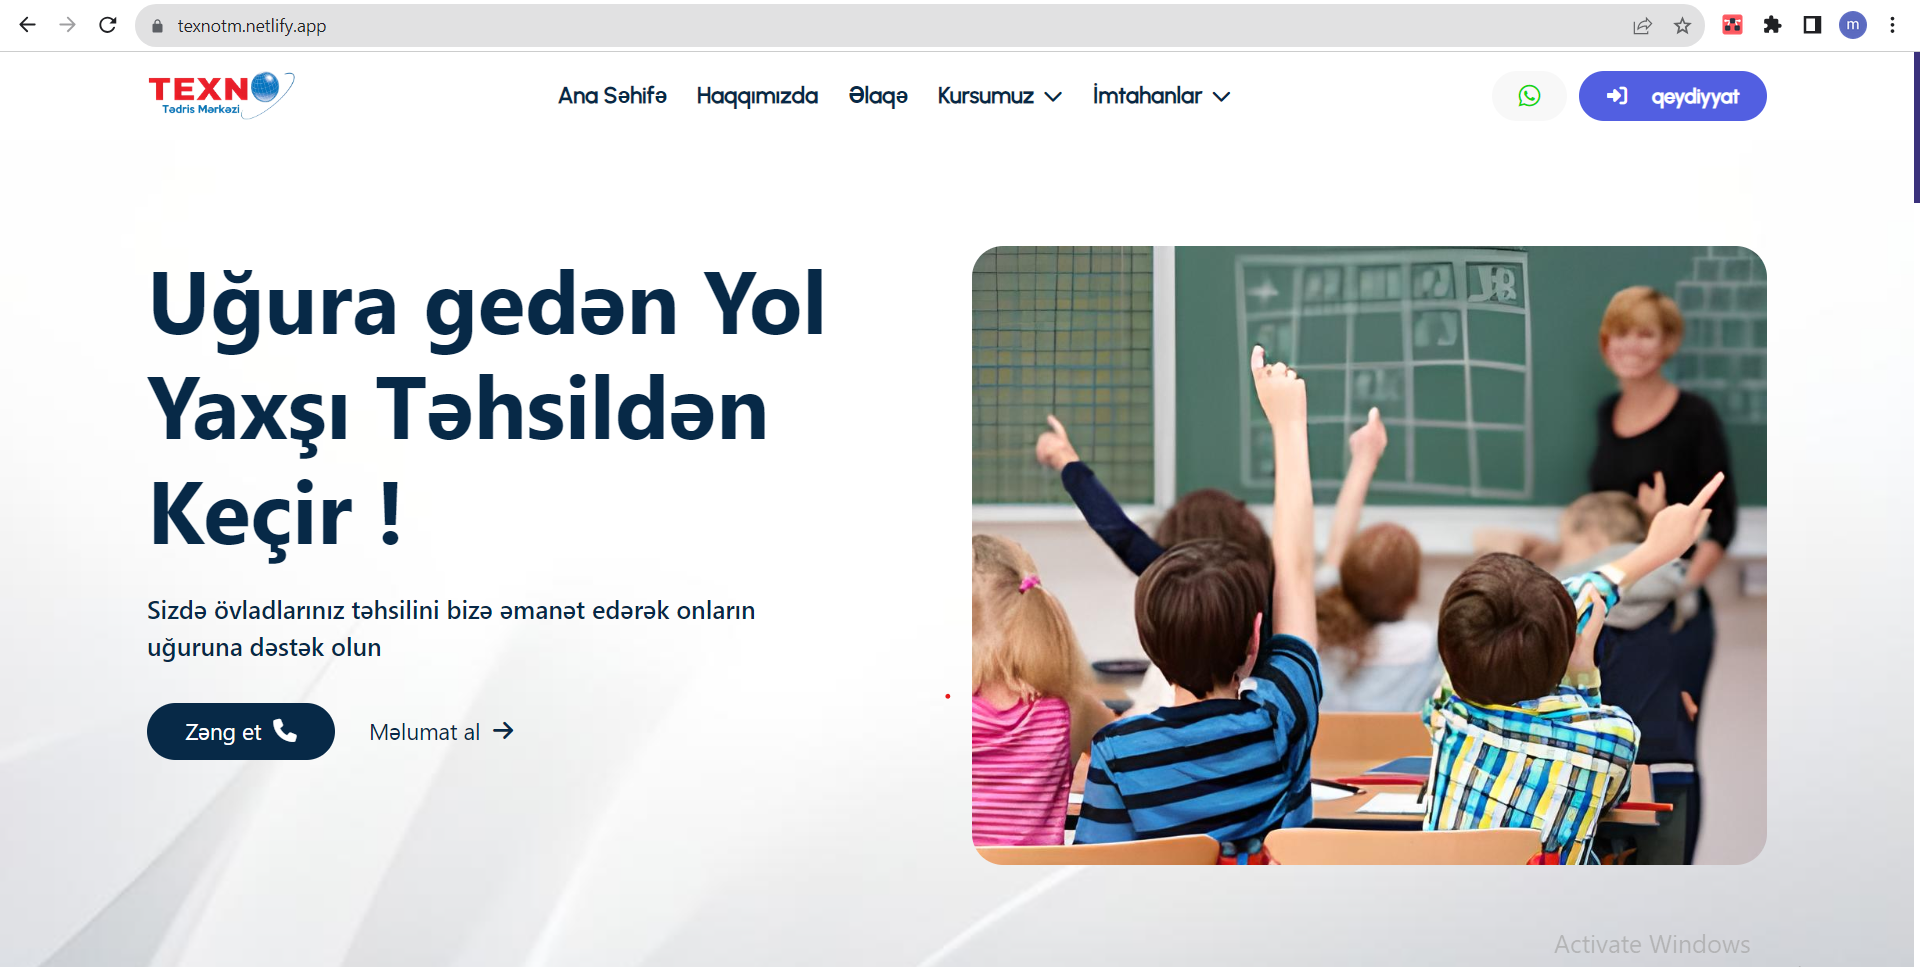 texnotm.netlify.app
m
TEXNO
Tədris Mərkəzi
Ana Səhifə
Haqqımızda
Əlaqə
Kursumuz
İmtahanlar
qeydiyyat
Uğura gedən Yol
Yaxşı Təhsildən
Keçir !
Sizdə övladlarınız təhsilini bizə əmanət edərək onların
uğuruna dəstək olun
Zəng et
Məlumat al
Activate Windows